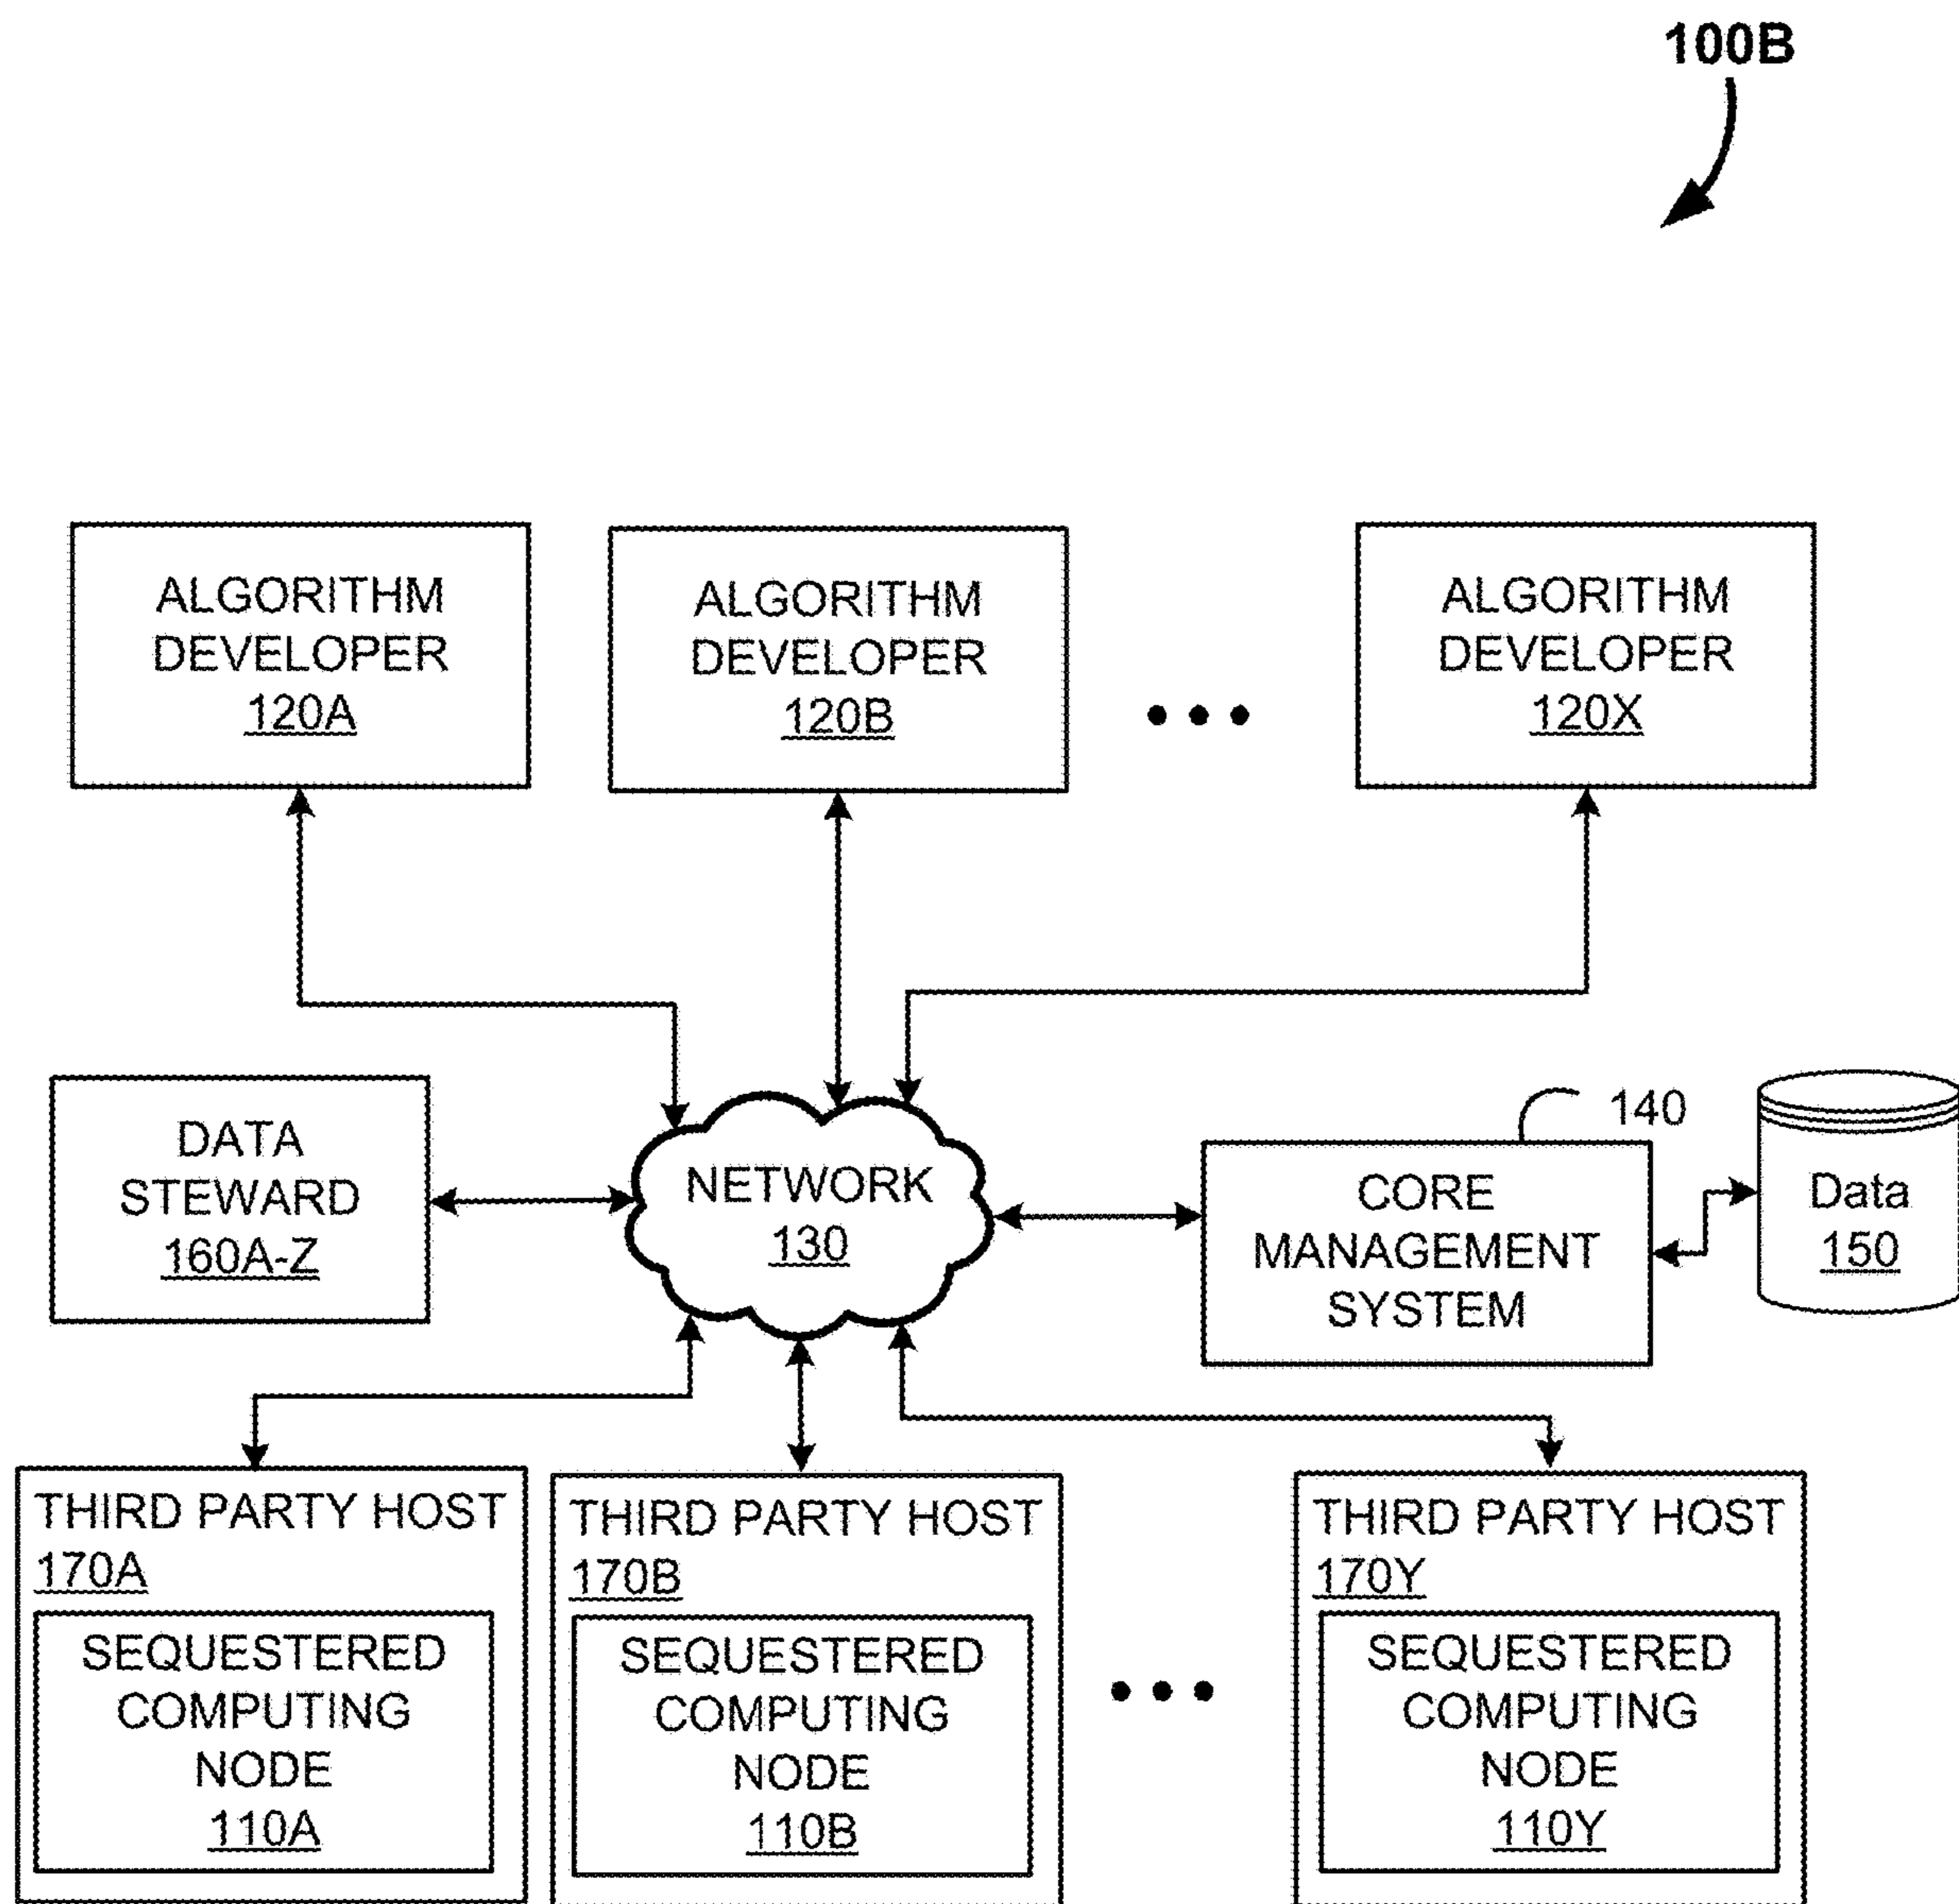 100B
ALGORITHM
DEVELOPER
120A
ALGORITHM
DEVELOPER
120B
ALGORITHM
DEVELOPER
120X
DATA
STEWARD
160A-Z
NETWORK
130
140
CORE
MANAGEMENT
SYSTEM
Data
150
THIRD PARTY HOST
170A
SEQUESTERED
COMPUTING
NODE
110A
THIRD PARTY HOST
170B
SEQUESTERED
COMPUTING
NODE
110B
THIRD PARTY HOST
170Y
SEQUESTERED
COMPUTING
NODE
110Y